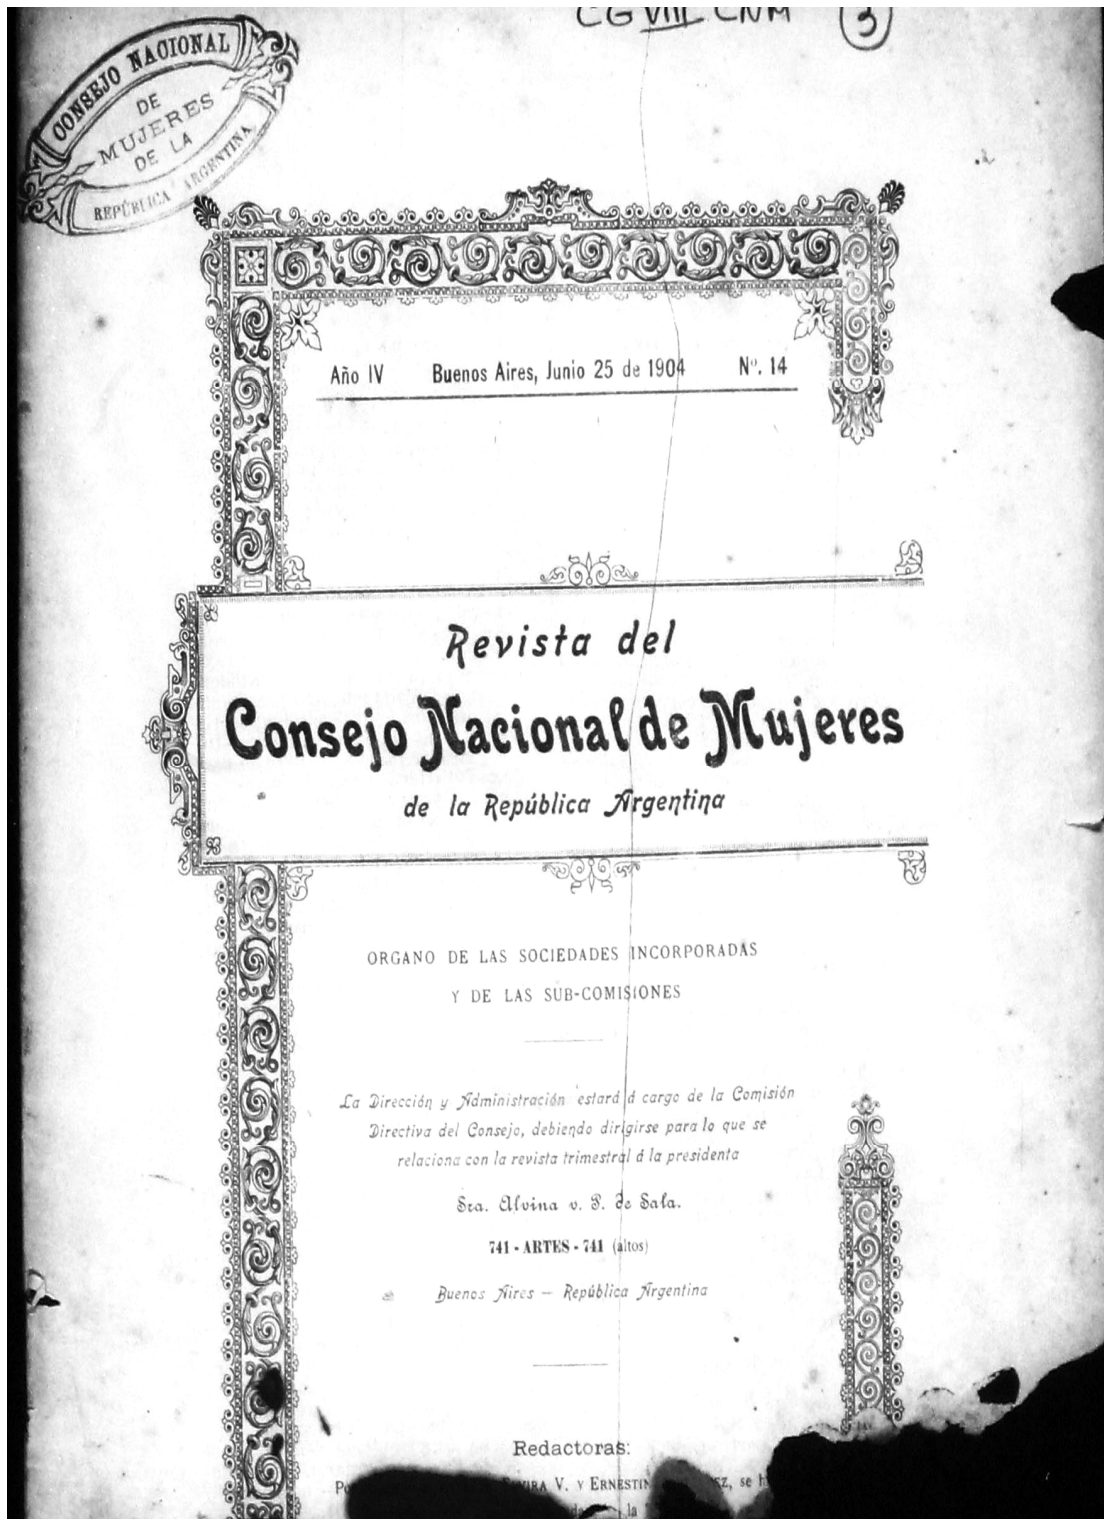 CG VIII CNM 3
CONSEJO NACIONAL
DE
MUJERES
DE LA
REPÚBLICA ARGENTINA
Año IV Buenos Aires, Junio 25 de 1904 Nº. 14
Revista del
Consejo Nacional de Mujeres
de la República Argentina
ORGANO DE LAS SOCIEDADES INCORPORADAS
Y DE LAS SUB-COMISIONES
La Dirección y Administración estará á cargo de la Comisión
Directiva del Consejo, debiendo dirigirse para lo que se
relaciona con la revista trimestral á la presidenta
Sra. Alvina v. P. de Sala.
741 - ARTES - 741 (altos)
Buenos Aires — República Argentina
Redactoras:
V. Y se
la